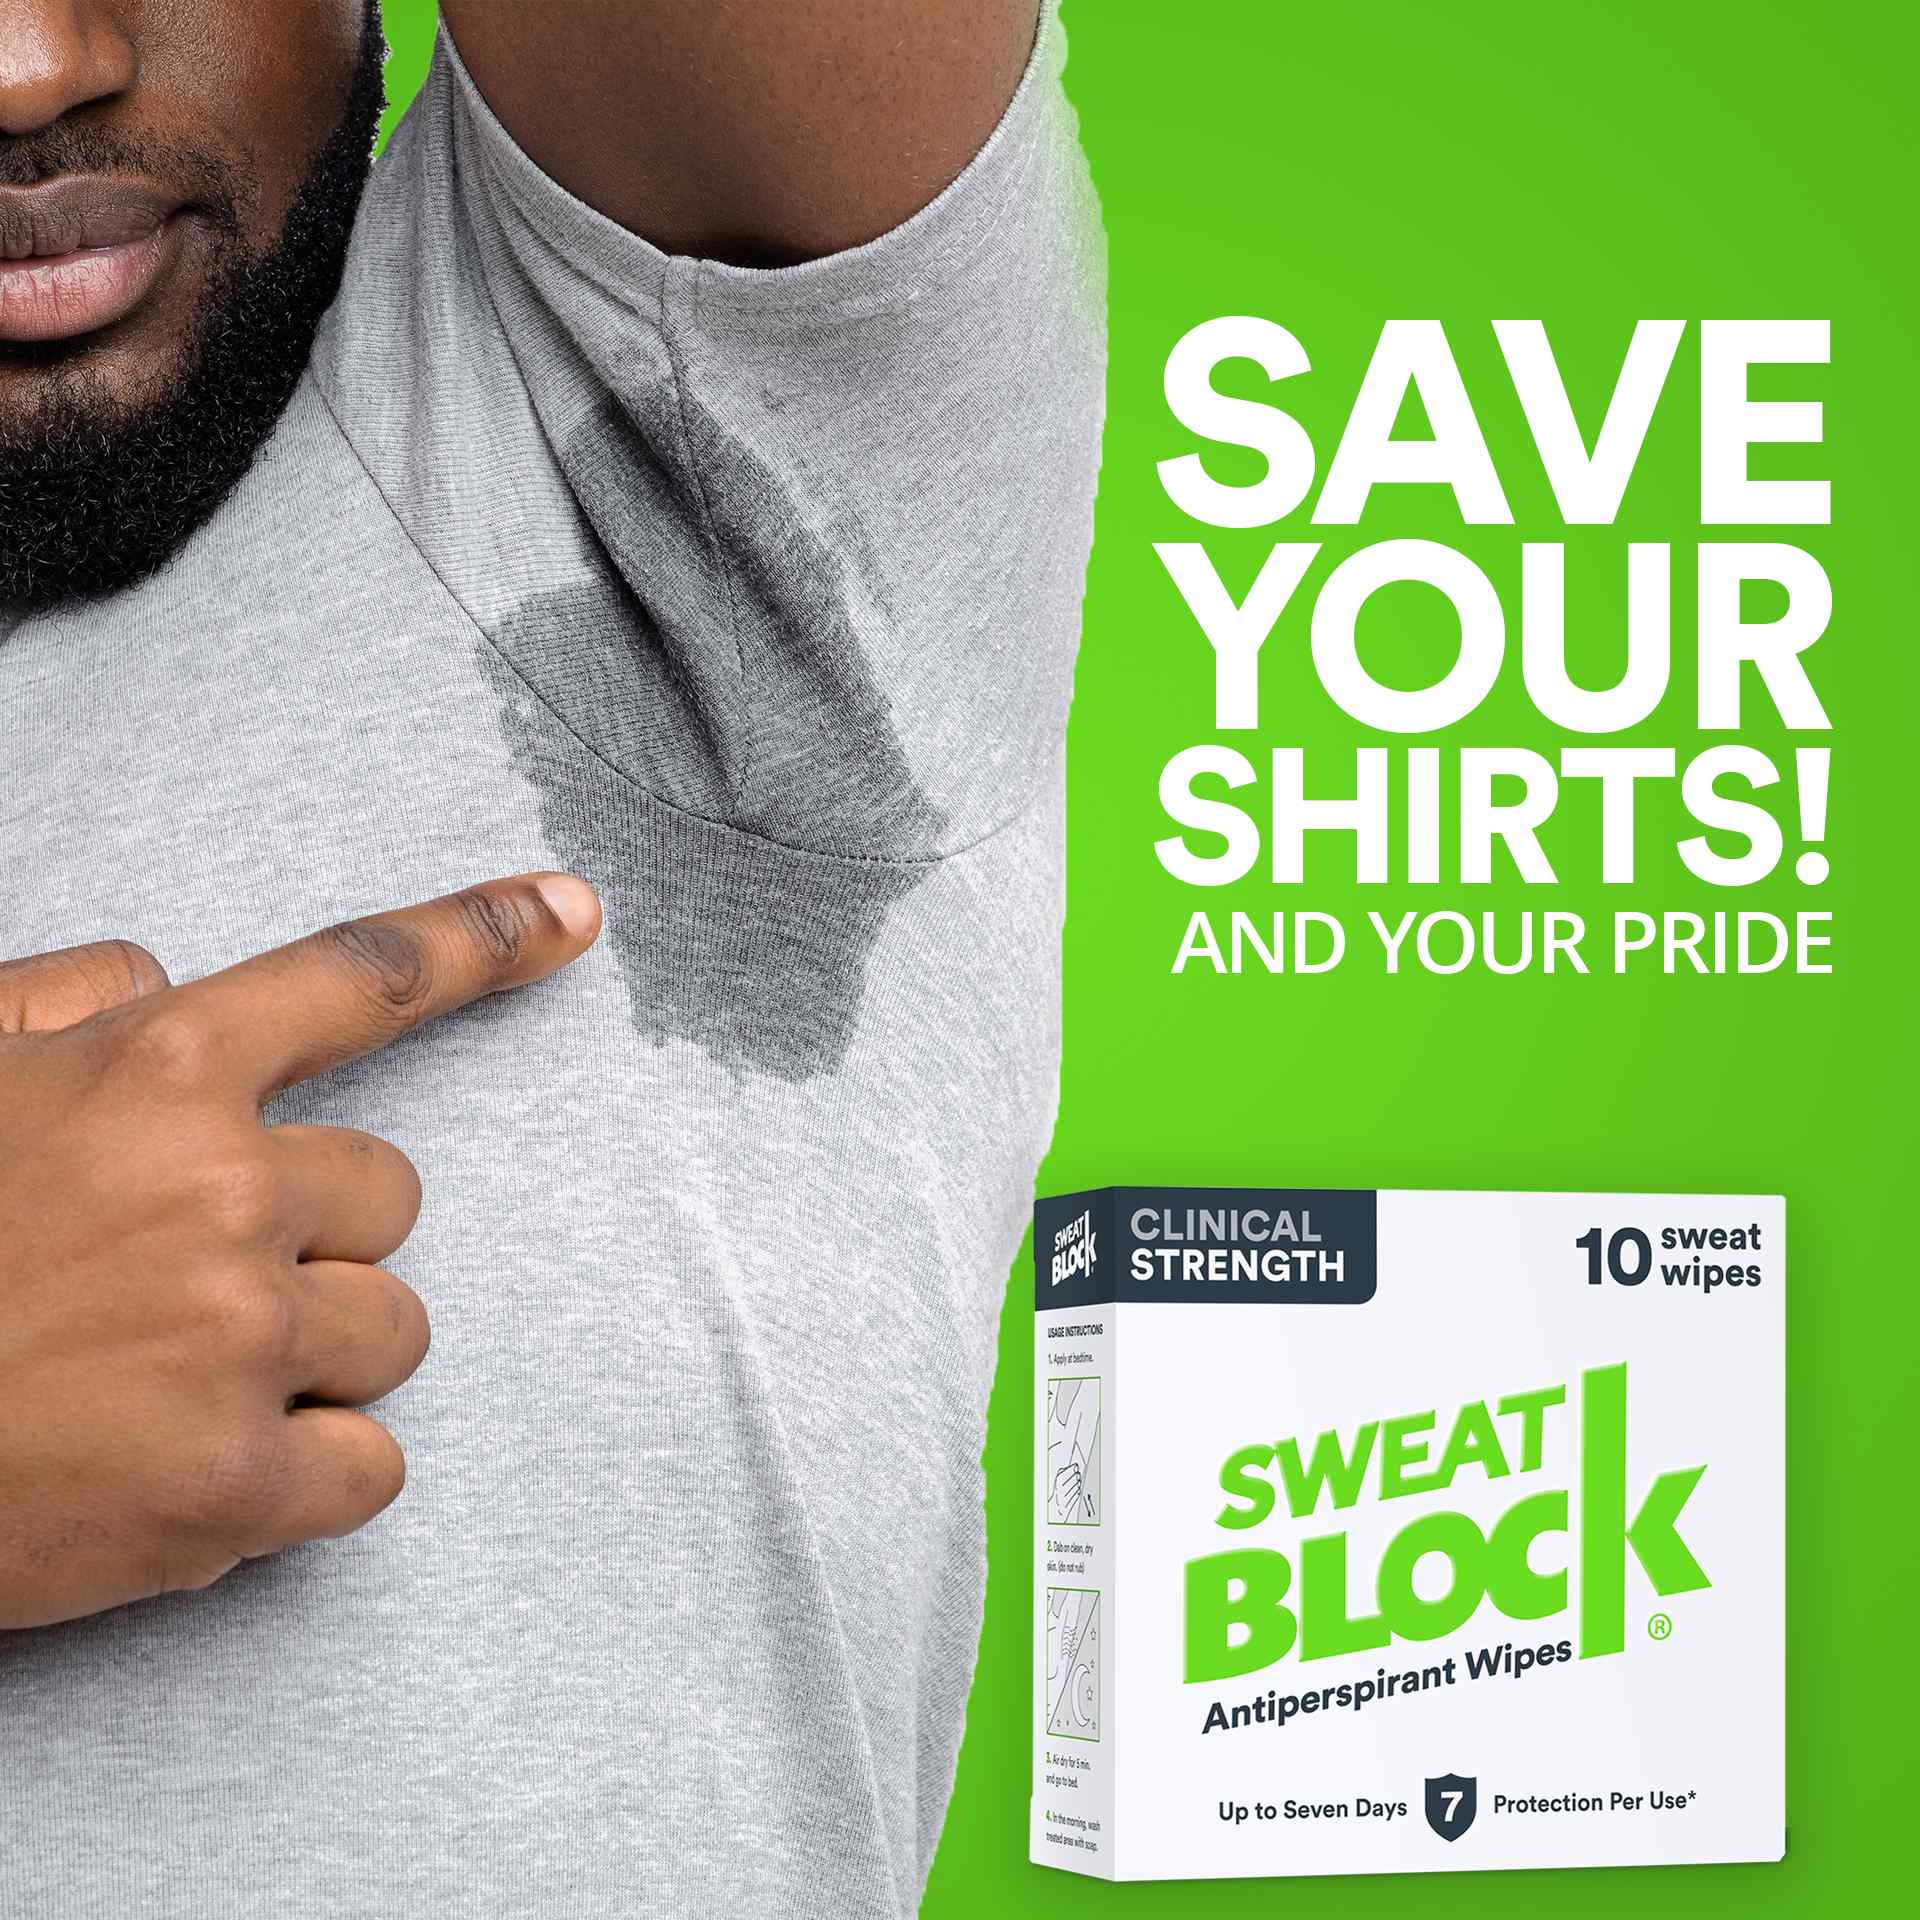 SAVE
YOUR
SHIRTS!
AND YOUR PRIDE
SWEAT
BLOCK
CLINICAL
STRENGTH
10 sweat
wipes
USAGE INSTRUCTIONS
1. Apply at bedtime.
2. Dab on clean, dry
skin. (do not rub)
3. Air dry for 5 min.
and go to bed.
4. In the morning, wash
treated area with soap.
SWEAT
BLOCK®
Antiperspirant Wipes
Up to Seven Days 7 Protection Per Use*